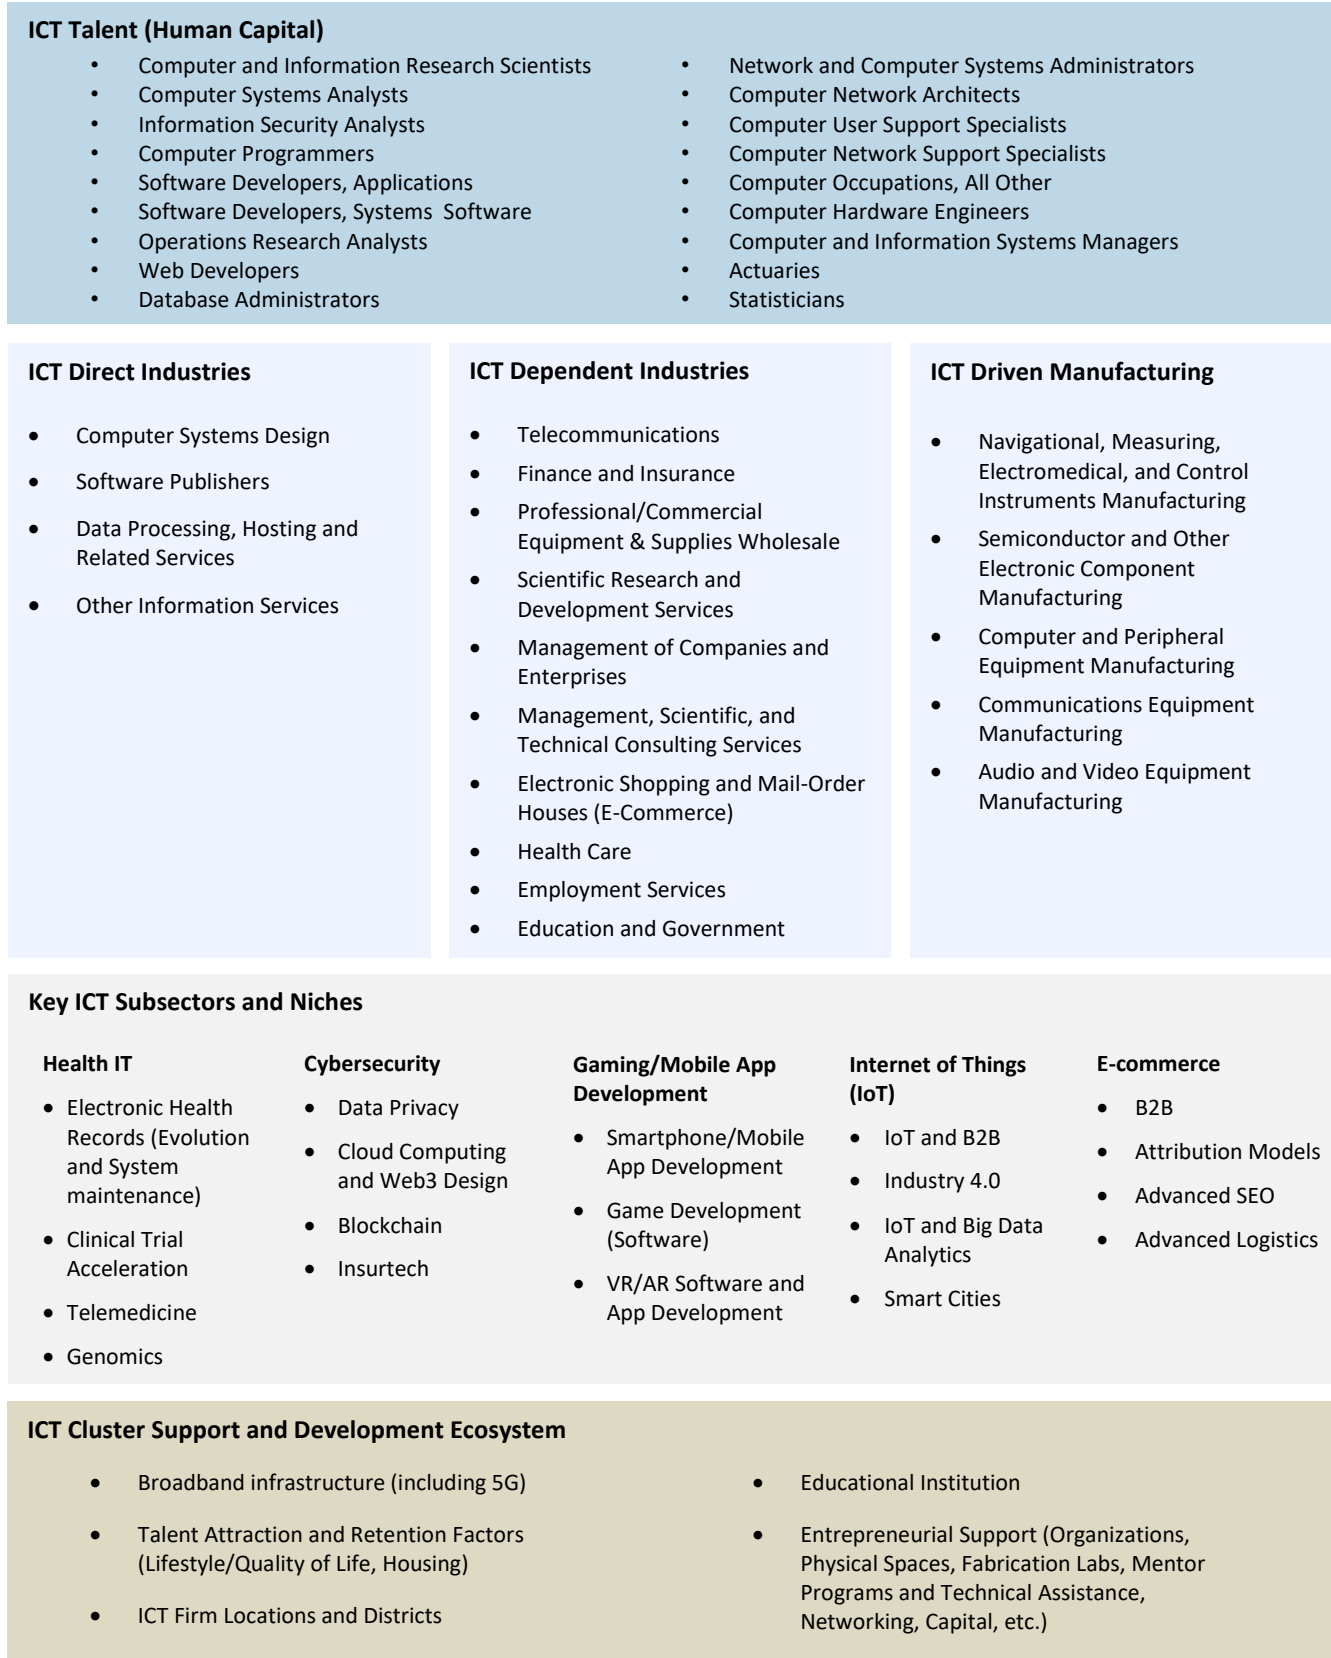 ICT Talent (Human Capital)
• Computer and Information Research Scientists
• Computer Systems Analysts
• Information Security Analysts
• Computer Programmers
• Software Developers, Applications
• Software Developers, Systems  Software
• Operations Research Analysts
• Web Developers
• Database Administrators
• Network and Computer Systems Administrators
• Computer Network Architects
• Computer User Support Specialists
• Computer Network Support Specialists
• Computer Occupations, All Other
• Computer Hardware Engineers
• Computer and Information Systems Managers
• Actuaries
• Statisticians
ICT Direct Industries
• Computer Systems Design
• Software Publishers
• Data Processing, Hosting and
Related Services
• Other Information Services
ICT Dependent Industries
• Telecommunications
• Finance and Insurance
• Professional/Commercial
Equipment & Supplies Wholesale
• Scientific Research and
Development Services
• Management of Companies and
Enterprises
• Management, Scientific, and
Technical Consulting Services
• Electronic Shopping and Mail-Order
Houses (E-Commerce)
• Health Care
• Employment Services
• Education and Government
ICT Driven Manufacturing
• Navigational, Measuring,
Electromedical, and Control
Instruments Manufacturing
• Semiconductor and Other
Electronic Component
Manufacturing
• Computer and Peripheral
Equipment Manufacturing
• Communications Equipment
Manufacturing
• Audio and Video Equipment
Manufacturing
Key ICT Subsectors and Niches
Health IT
• Electronic Health
Records (Evolution
and System
maintenance)
• Clinical Trial
Acceleration
• Telemedicine
• Genomics
Cybersecurity
• Data Privacy
• Cloud Computing
and Web3 Design
• Blockchain
• Insurtech
Gaming/Mobile App
Development
• Smartphone/Mobile
App Development
• Game Development
(Software)
• VR/AR Software and
App Development
Internet of Things
(IoT)
• IoT and B2B
• Industry 4.0
• IoT and Big Data
Analytics
• Smart Cities
E-commerce
• B2B
• Attribution Models
• Advanced SEO
• Advanced Logistics
ICT Cluster Support and Development Ecosystem
• Broadband infrastructure (including 5G)
• Talent Attraction and Retention Factors
(Lifestyle/Quality of Life, Housing)
• ICT Firm Locations and Districts
• Educational Institution
• Entrepreneurial Support (Organizations,
Physical Spaces, Fabrication Labs, Mentor
Programs and Technical Assistance,
Networking, Capital, etc.)